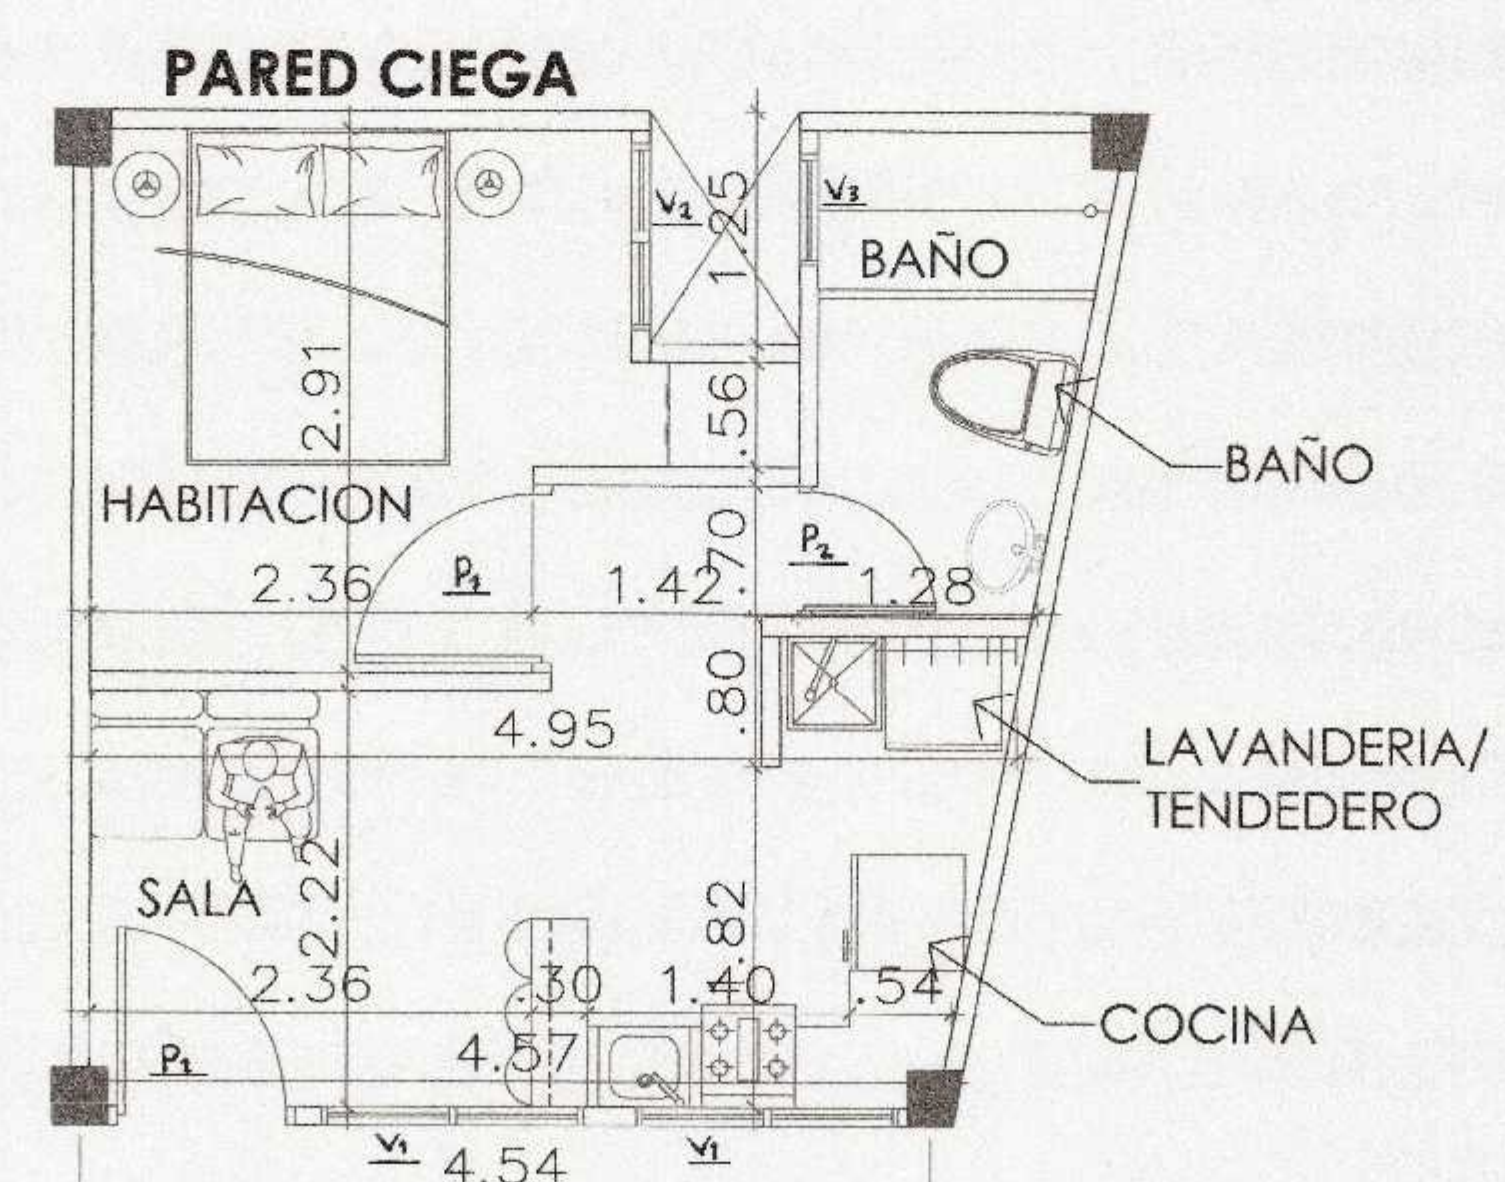 PARED CIEGA
V2
1.25
V3
BAÑO
2.91
.56
BAÑO
HABITACION
.70
P2
2.36
P1
1.42
1.28
.80
4.95
LAVANDERIA/
TENDEDERO
SALA
2.22
.82
2.36
.30
1.40
.54
COCINA
4.57
P1
V1
V1
4.54